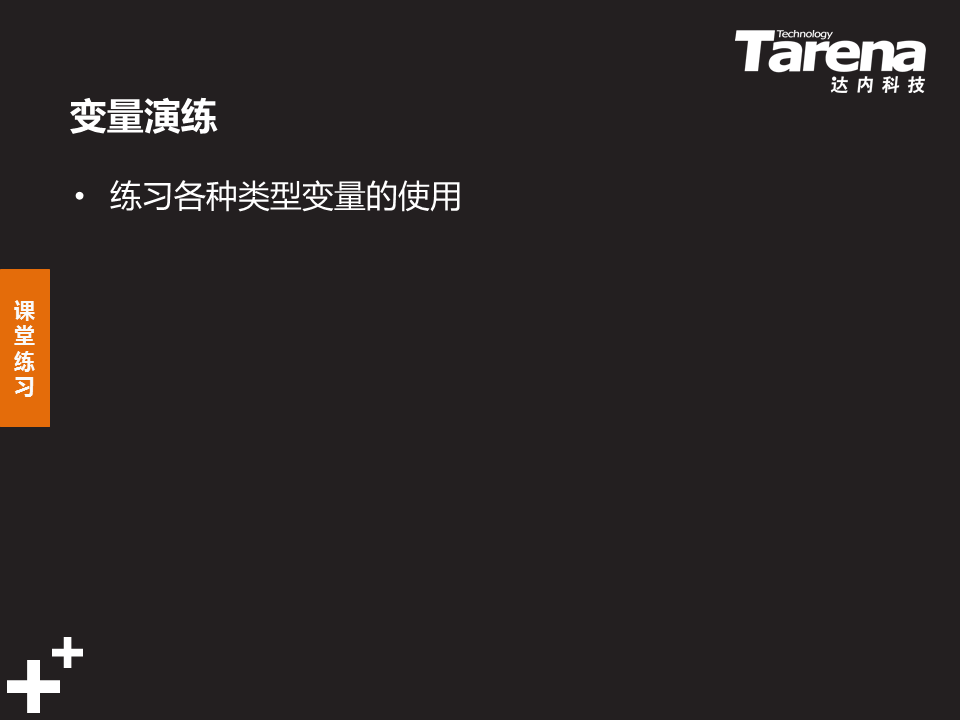 Technology
Tarena
达内科技
变量演练
• 练习各种类型变量的使用
课
堂
练
习